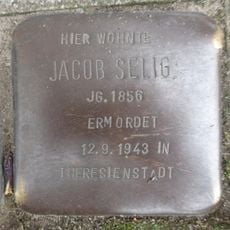 HIER WOHNTE
JACOB SELIG
JG. 1856
ERMORDET
12.9.1943 IN
THERESIENSTADT